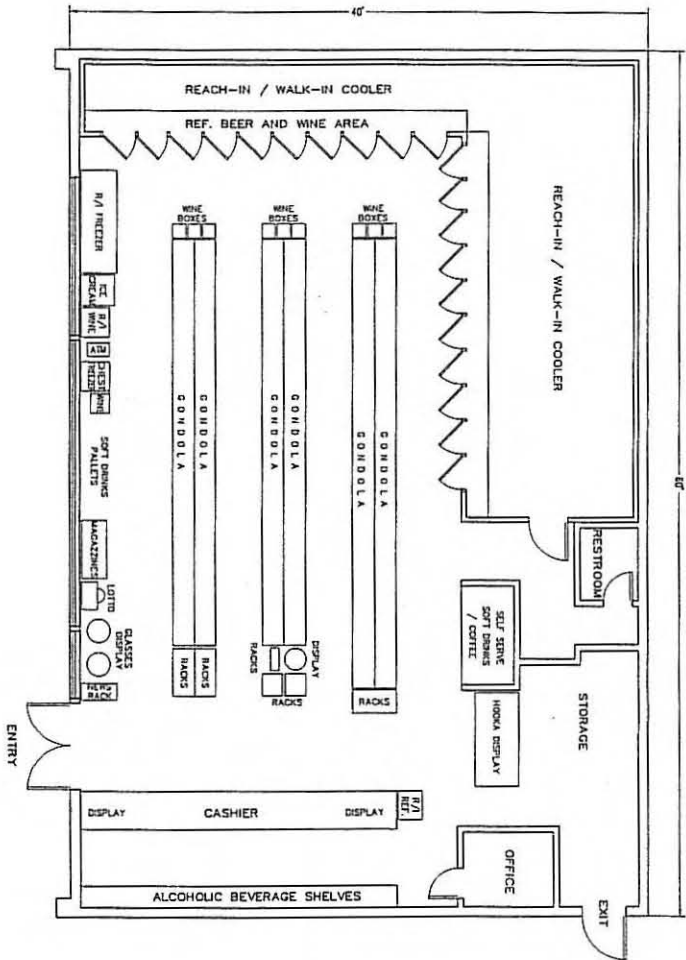 40'
REACH-IN / WALK-IN COOLER
REF. BEER AND WINE AREA
REACH-IN / WALK-IN COOLER
60'
WINE
BOXES
WINE
BOXES
WINE
BOXES
R/I FREEZER
ICE
CREAM
R/I
WINE
ATM
CHEST
FREEZE
WINE
SOFT DRINKS
PALLETS
MAGAZZINES
LOTTO
GLASSES
DISPLAY
NEWS
RACK
GONDOLA
GONDOLA
GONDOLA
GONDOLA
GONDOLA
GONDOLA
RACKS
RACKS
RACKS
DISPLAY
RACKS
RACKS
RESTROOM
SELF SERVE
SOFT DRINKS
/ COFFEE
HOOKA DISPLAY
STORAGE
ENTRY
DISPLAY
CASHIER
DISPLAY
R/I
REF.
OFFICE
ALCOHOLIC BEVERAGE SHELVES
EXIT